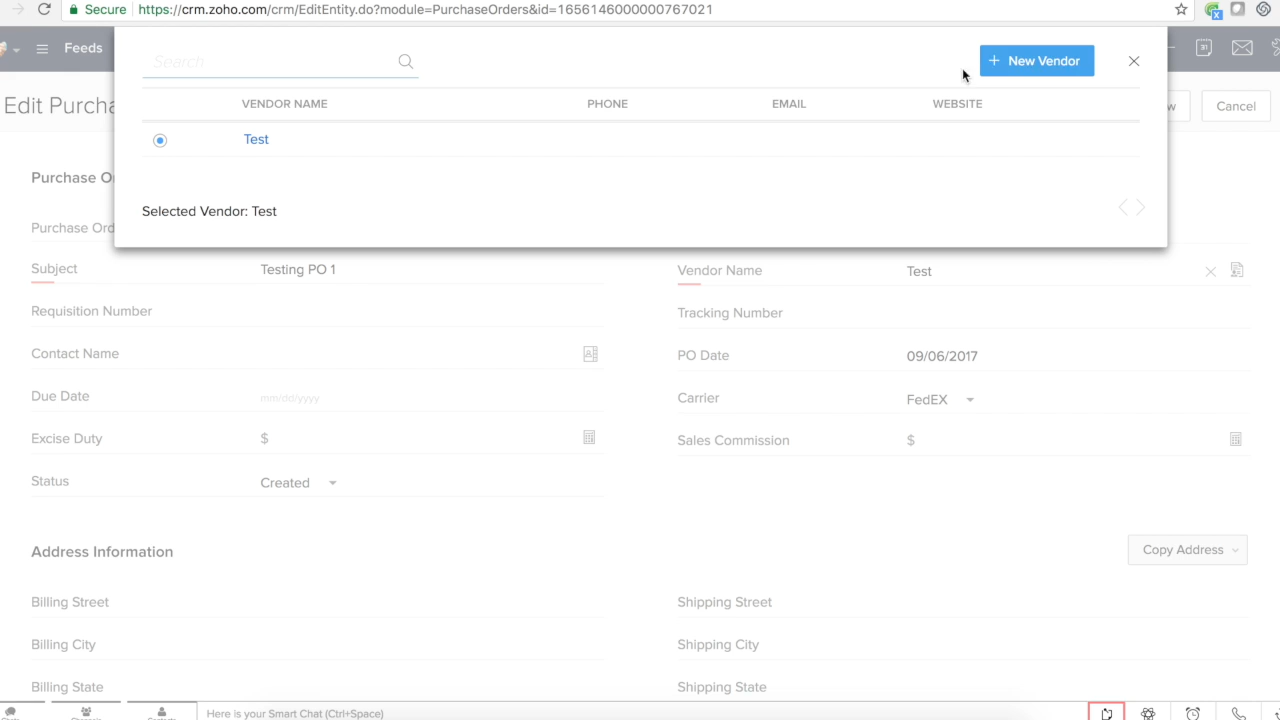 Secure https://crm.zoho.com/crm/EditEntity.do?module=PurchaseOrders&id=1656146000000767021
Feeds
31
Search
+ New Vendor
Edit Purcha
w
Cancel
VENDOR NAME PHONE EMAIL WEBSITE
Test
Purchase O
Selected Vendor: Test
Purchase Ord
Subject Testing PO 1 Vendor Name Test
Requisition Number Tracking Number
Contact Name PO Date 09/06/2017
Due Date mm/dd/yyyy Carrier FedEX
Excise Duty $ Sales Commission $
Status Created
Address Information Copy Address
Billing Street Shipping Street
Billing City Shipping City
Billing State Shipping State
Here is your Smart Chat (Ctrl+Space)